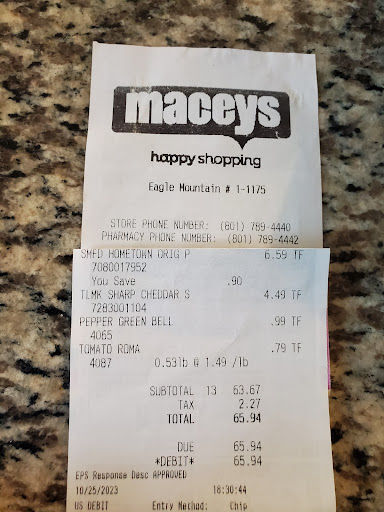 maceys
happy shopping
Eagle Mountain # 1-1175
STORE PHONE NUMBER: (801) 789-4440
PHARMACY PHONE NUMBER: (801) 789-4442
SMFD HOMETOWN ORIG P 6.59 TF
7080017952
You Save .90
TLMK SHARP CHEDDAR S 4.49 TF
7283001104
PEPPER GREEN BELL .99 TF
4065
TOMATO ROMA .79 TF
4087 0.53lb @ 1.49 /lb
SUBTOTAL 13 63.67
TAX 2.27
TOTAL 65.94
DUE 65.94
*DEBIT* 65.94
EPS Response Desc APPROVED
10/25/2023 18:30:44
US DEBIT Entry Method: Chip